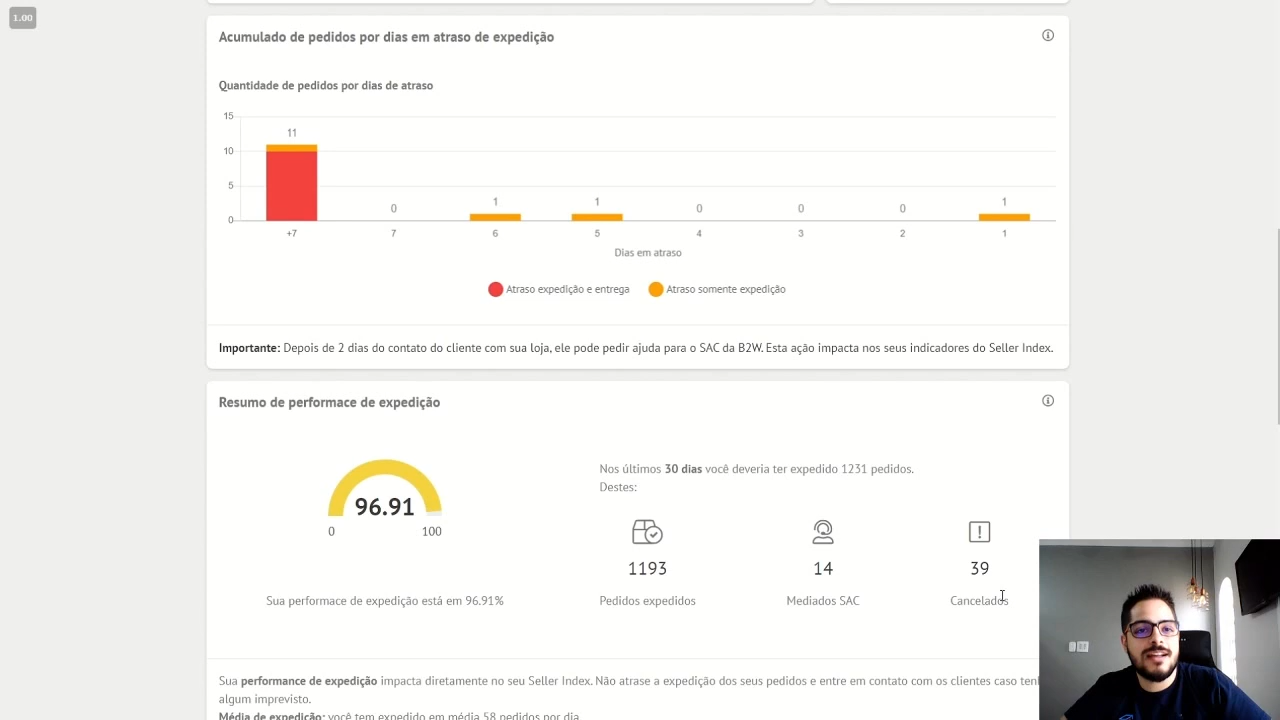 1.00
Acumulado de pedidos por dias em atraso de expedição
Quantidade de pedidos por dias de atraso
15
10
5
0
11
0
1
1
0
0
0
1
+7
7
6
5
4
3
2
1
Dias em atraso
Atraso expedição e entrega
Atraso somente expedição
Importante: Depois de 2 dias do contato do cliente com sua loja, ele pode pedir ajuda para o SAC da B2W. Esta ação impacta nos seus indicadores do Seller Index.
Resumo de performace de expedição
96.91
0
100
Sua performace de expedição está em 96.91%
Nos últimos 30 dias você deveria ter expedido 1231 pedidos.
Destes:
1193
14
39
Pedidos expedidos
Mediados SAC
Cancelados
Sua performance de expedição impacta diretamente no seu Seller Index. Não atrase a expedição dos seus pedidos e entre em contato com os clientes caso
algum imprevisto.
Média de expedição: você tem expedido em média 58 pedidos por dia